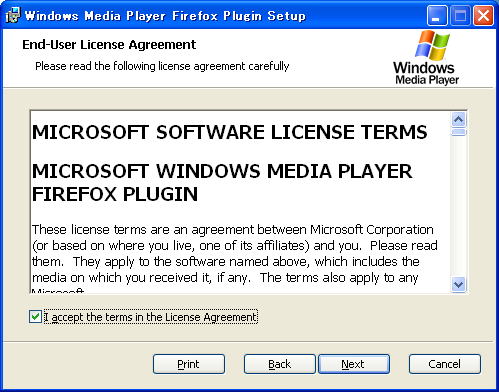 Windows Media Player Firefox Plugin Setup
End-User License Agreement
Please read the following license agreement carefully
Windows
Media Player
MICROSOFT SOFTWARE LICENSE TERMS
MICROSOFT WINDOWS MEDIA PLAYER
FIREFOX PLUGIN
These license terms are an agreement between Microsoft Corporation
(or based on where you live, one of its affiliates) and you.  Please read
them.  They apply to the software named above, which includes the
media on which you received it, if any.  The terms also apply to any
Microsoft
I accept the terms in the License Agreement
Print
Back
Next
Cancel